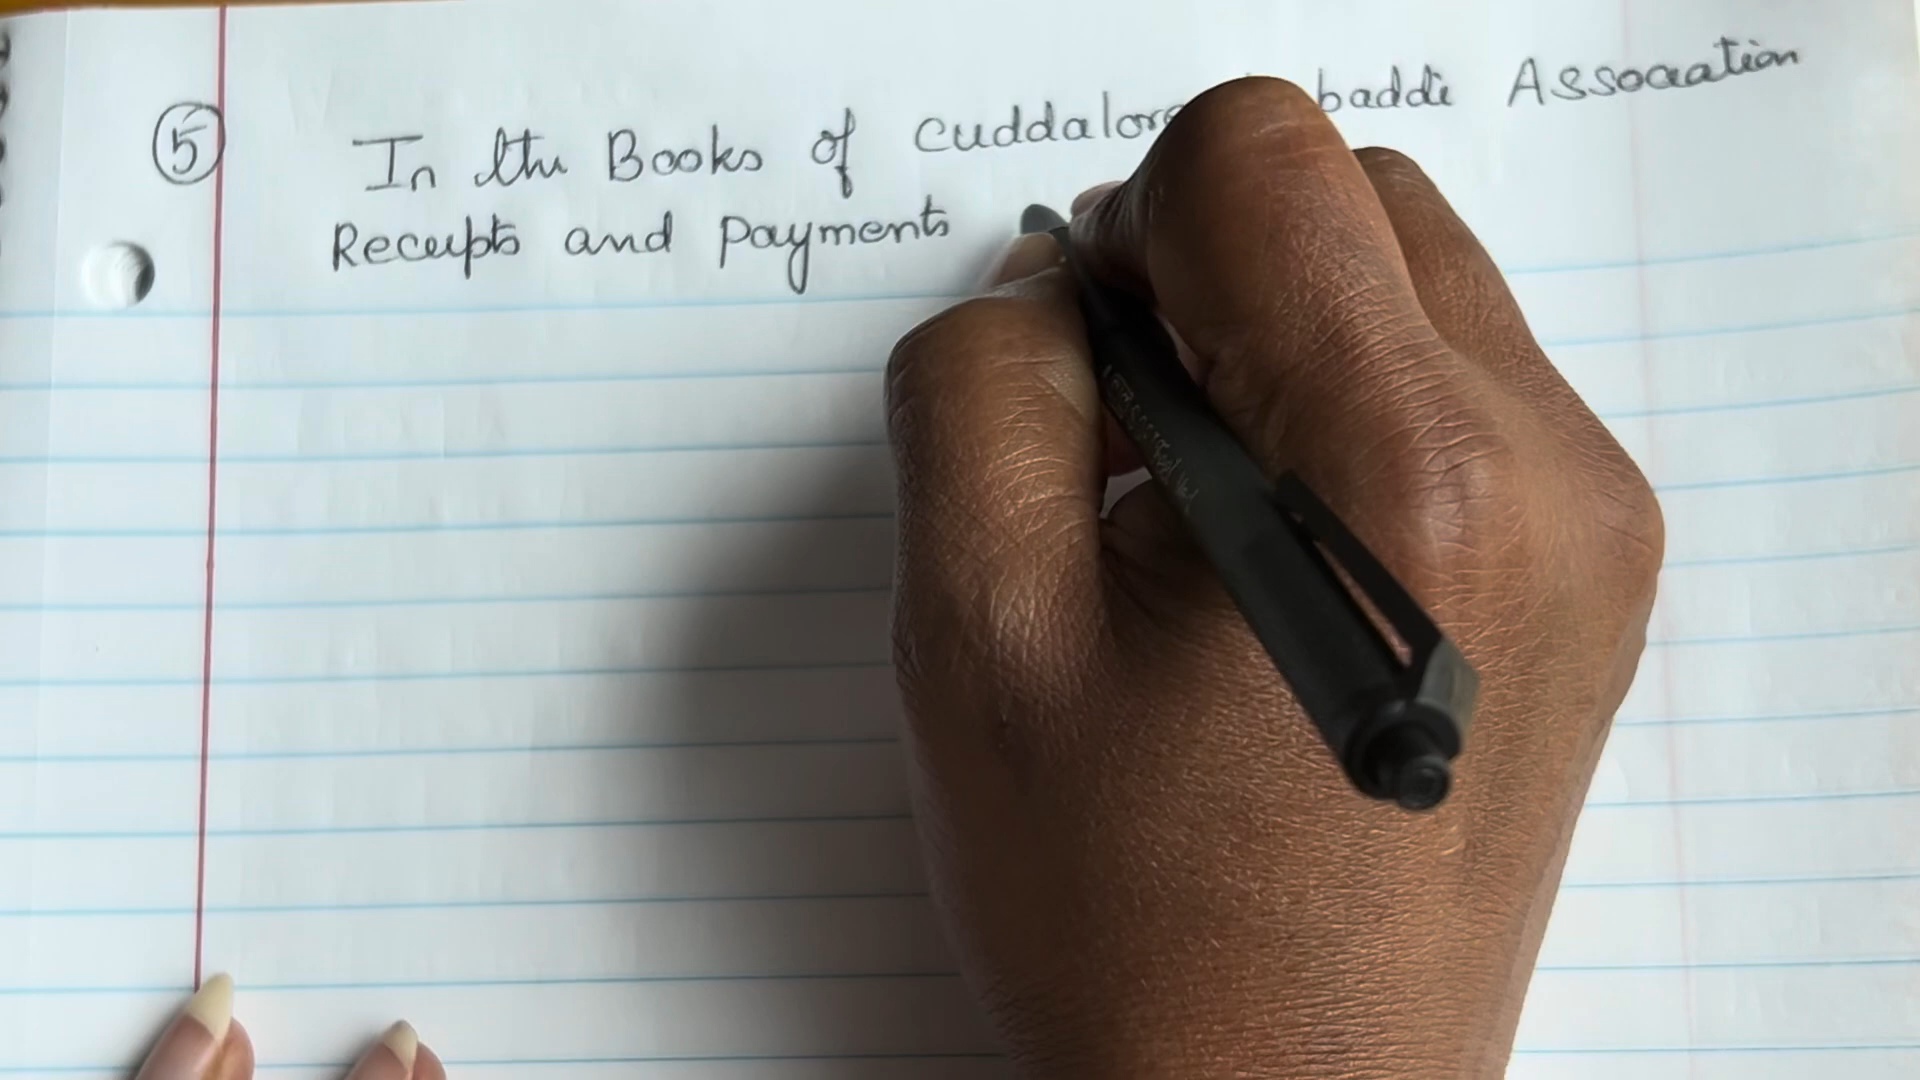 ⑤ In the Books of Cuddalore baddi Association
Receipts and Payments